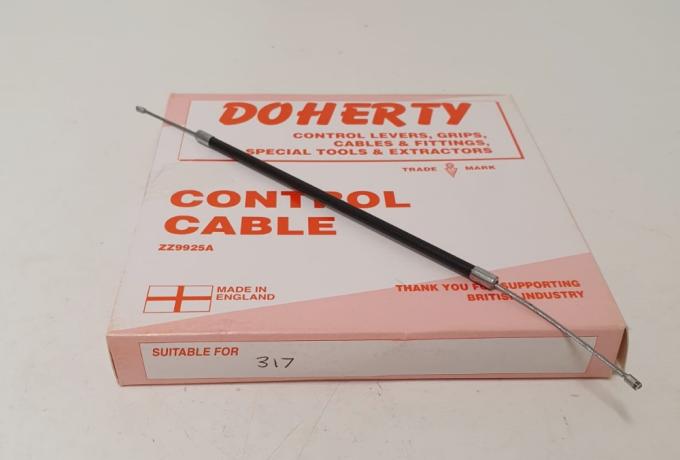 DOHERTY
CONTROL LEVERS, GRIPS,
CABLES & FITTINGS,
SPECIAL TOOLS & EXTRACTORS
TRADE MARK
CONTROL
CABLE
ZZ9925A
MADE IN
ENGLAND
THANK YOU FOR SUPPORTING
BRITISH INDUSTRY
SUITABLE FOR 317